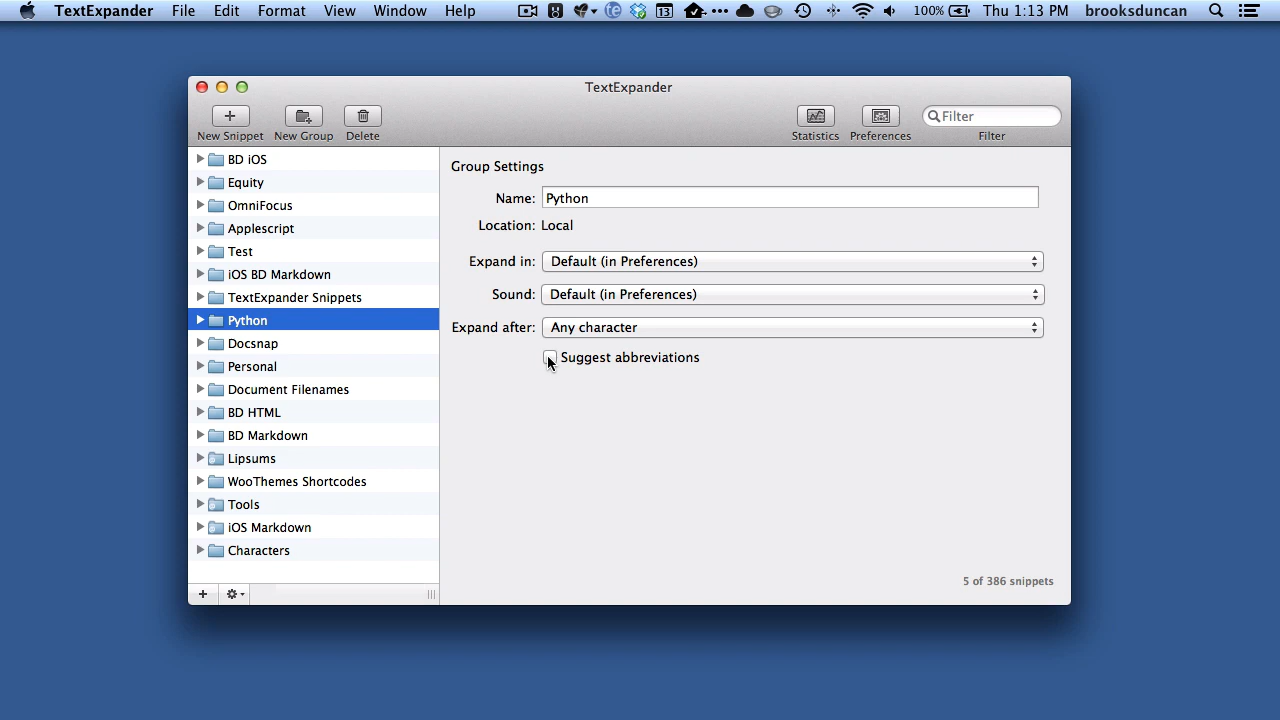 TextExpander File Edit Format View Window Help 13 100% Thu 1:13 PM brooksduncan
TextExpander
New Snippet New Group Delete Statistics Preferences Filter
Filter
BD iOS
Equity
OmniFocus
Applescript
Test
iOS BD Markdown
TextExpander Snippets
Python
Docsnap
Personal
Document Filenames
BD HTML
BD Markdown
Lipsums
WooThemes Shortcodes
Tools
iOS Markdown
Characters
Group Settings
Name: Python
Location: Local
Expand in: Default (in Preferences)
Sound: Default (in Preferences)
Expand after: Any character
Suggest abbreviations
5 of 386 snippets